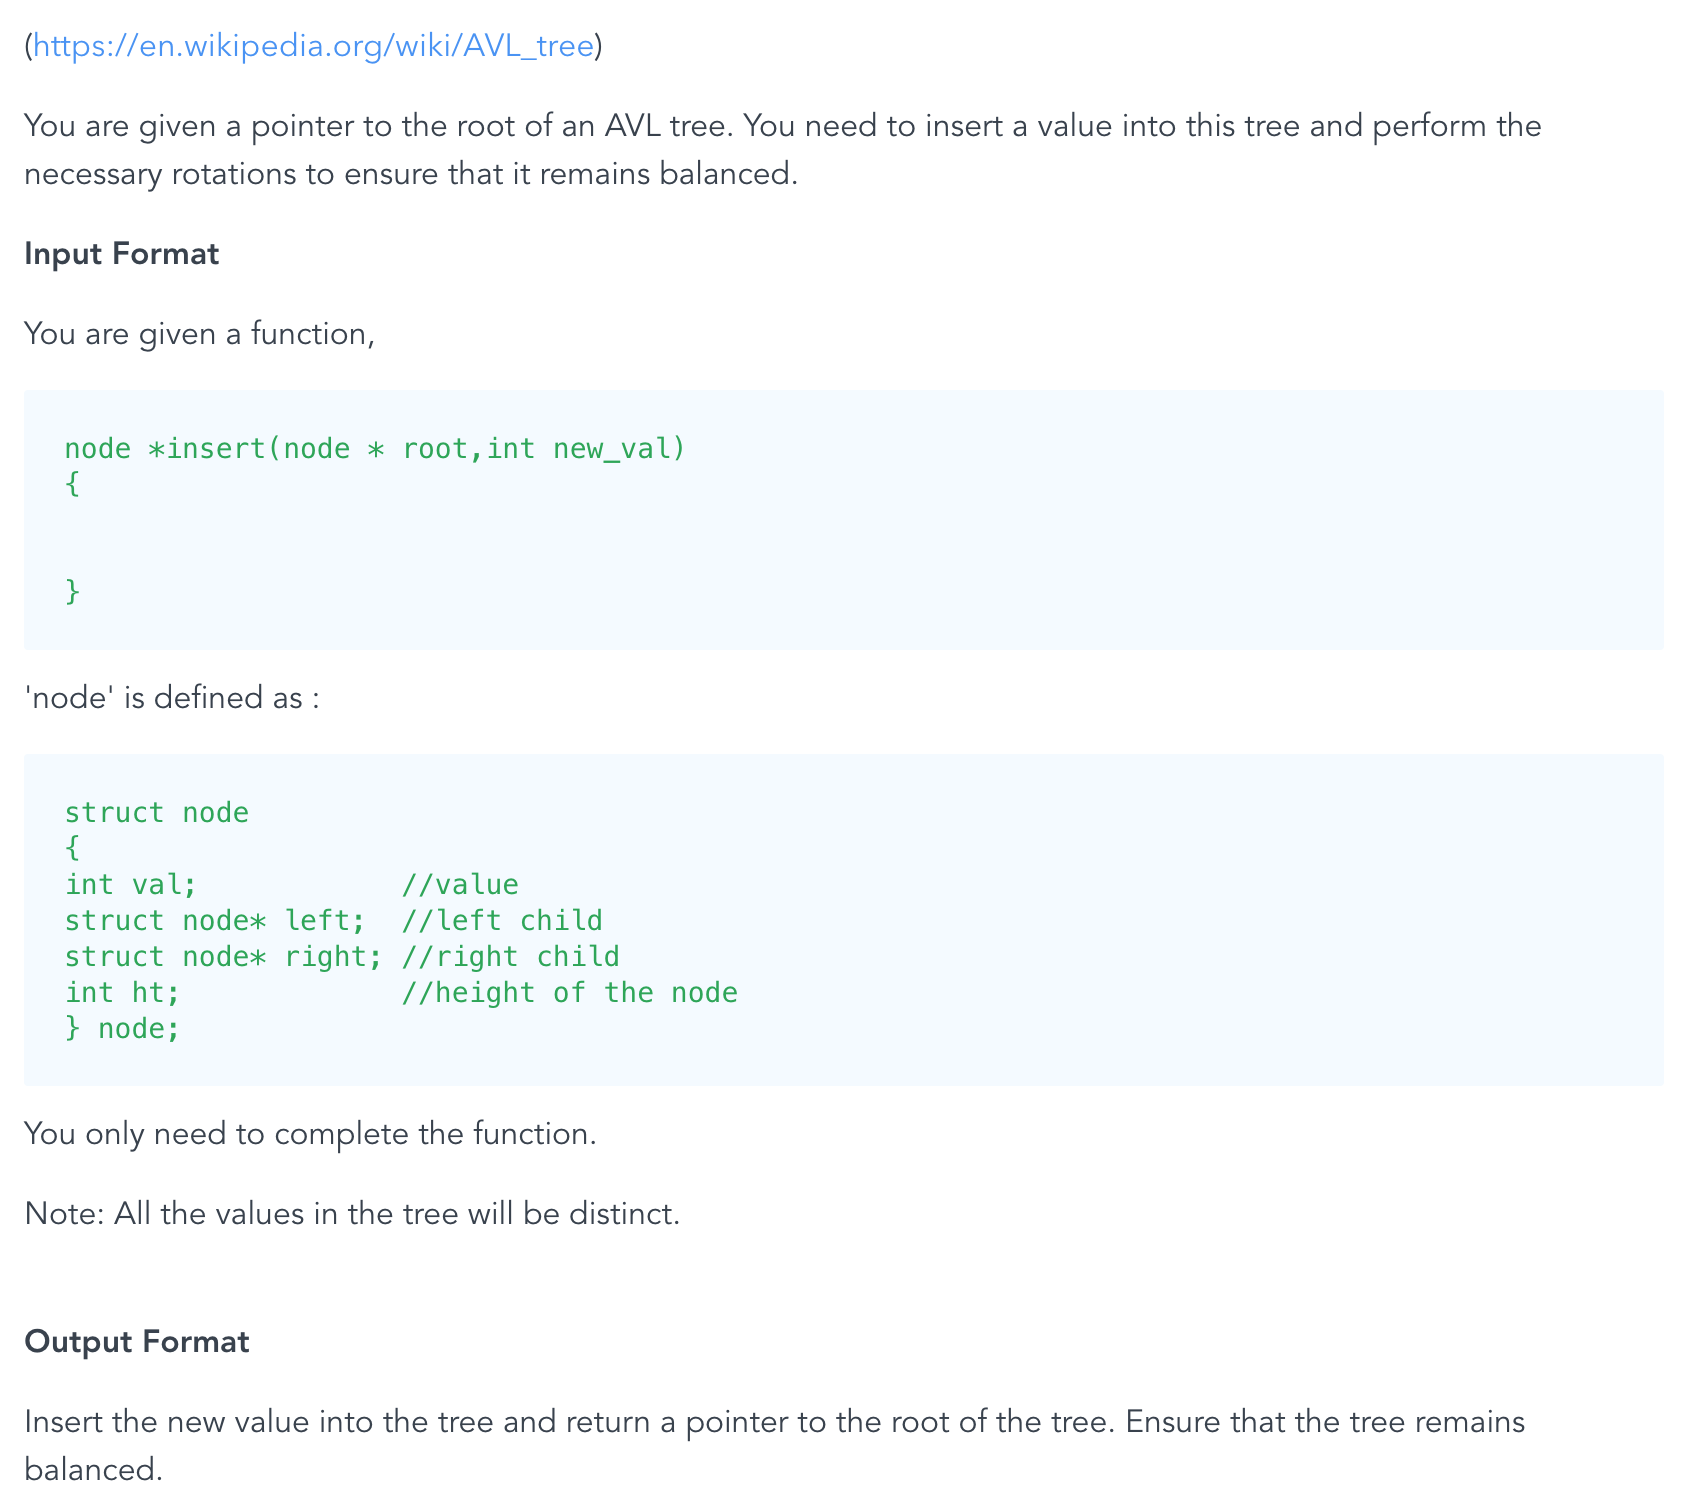 (https://en.wikipedia.org/wiki/AVL_tree)
You are given a pointer to the root of an AVL tree. You need to insert a value into this tree and perform the
necessary rotations to ensure that it remains balanced.
Input Format
You are given a function,
node *insert(node * root,int new_val)
{
}
'node' is defined as :
struct node
{
int val;            //value
struct node* left;  //left child
struct node* right; //right child
int ht;             //height of the node
} node;
You only need to complete the function.
Note: All the values in the tree will be distinct.
Output Format
Insert the new value into the tree and return a pointer to the root of the tree. Ensure that the tree remains
balanced.